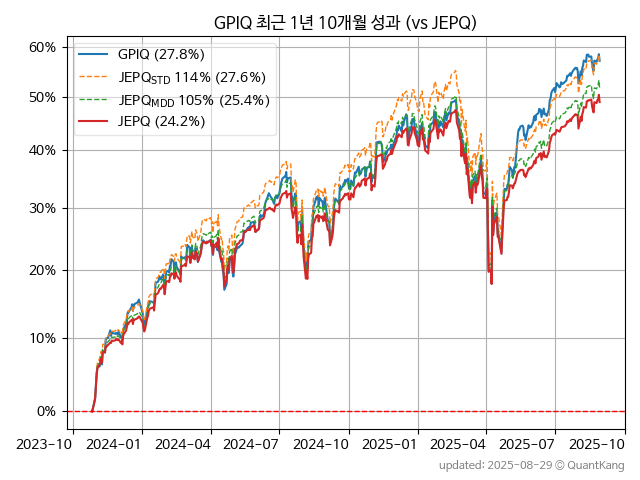 GPIQ 최근 1년 10개월 성과 (vs JEPQ)
GPIQ (27.8%)
JEPQSTD 114% (27.6%)
JEPQMDD 105% (25.4%)
JEPQ (24.2%)
60%
50%
40%
30%
20%
10%
0%
2023-10 2024-01 2024-04 2024-07 2024-10 2025-01 2025-04 2025-07 2025-10
updated: 2025-08-29 © QuantKang